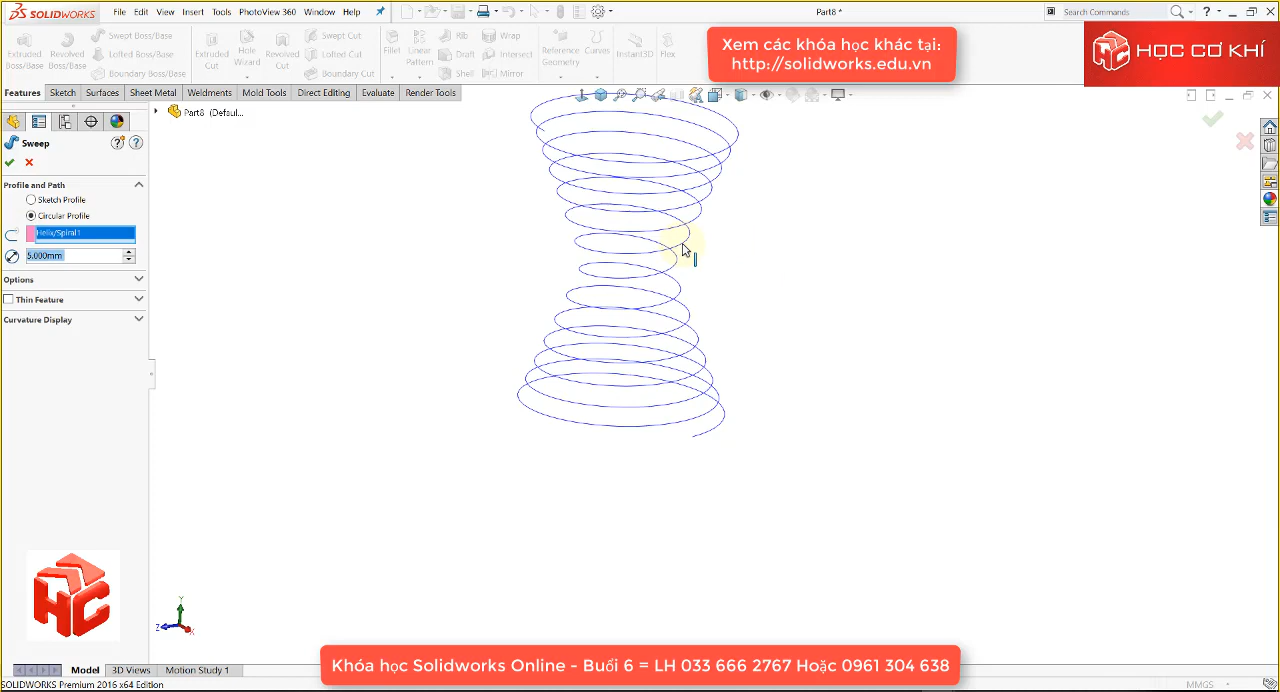 SOLIDWORKS
File Edit View Insert Tools PhotoView 360 Window Help
Part8 *
Search Commands
Extruded Boss/Base
Revolved Boss/Base
Swept Boss/Base
Lofted Boss/Base
Boundary Boss/Base
Extruded Cut
Hole Wizard
Revolved Cut
Swept Cut
Lofted Cut
Boundary Cut
Fillet
Linear Pattern
Rib
Draft
Shell
Wrap
Intersect
Mirror
Reference Geometry
Curves
Instant3D
Flex
Xem các khóa học khác tại:
http://solidworks.edu.vn
HC
HỌC CƠ KHÍ
Features Sketch Surfaces Sheet Metal Weldments Mold Tools Direct Editing Evaluate Render Tools
Part8 (Defaul...
Sweep
Profile and Path
Sketch Profile
Circular Profile
Helix/Spiral1
5.000mm
Options
Thin Feature
Curvature Display
HC
Y
Z
X
Model 3D Views Motion Study 1
Khóa học Solidworks Online - Buổi 6 = LH 033 666 2767 Hoặc 0961 304 638
SOLIDWORKS Premium 2016 x64 Edition
MMGS